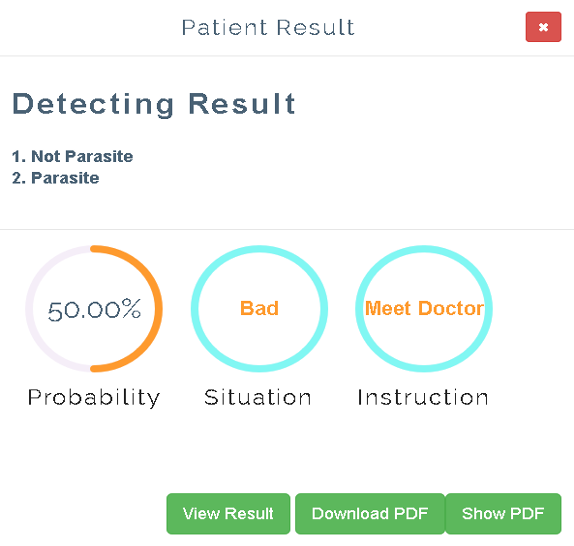 Patient Result
Detecting Result
1. Not Parasite
2. Parasite
50.00%
Bad
Meet Doctor
Probability
Situation
Instruction
View Result
Download PDF
Show PDF